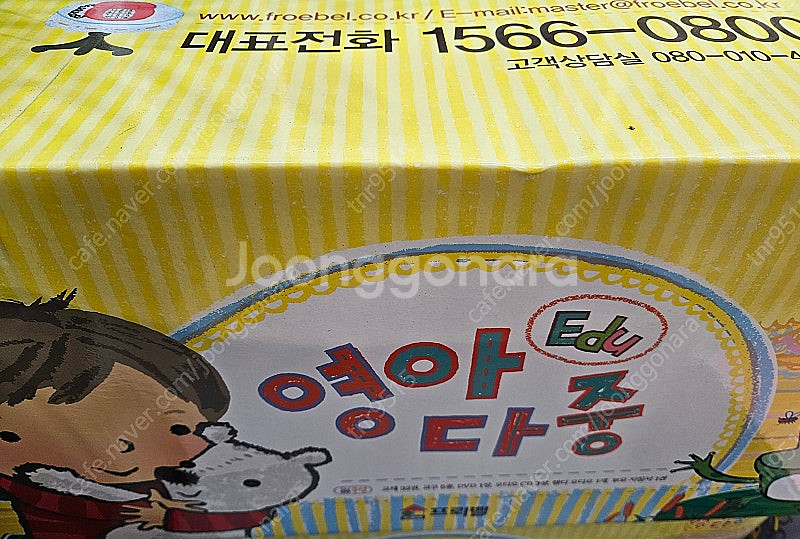 www.froebel.co.kr / E-mail:master@froebel.co.kr
대표전화 1566-0800
고객상담실 080-010-4
Joonggonara
Edu
영아
다중
프뢰벨